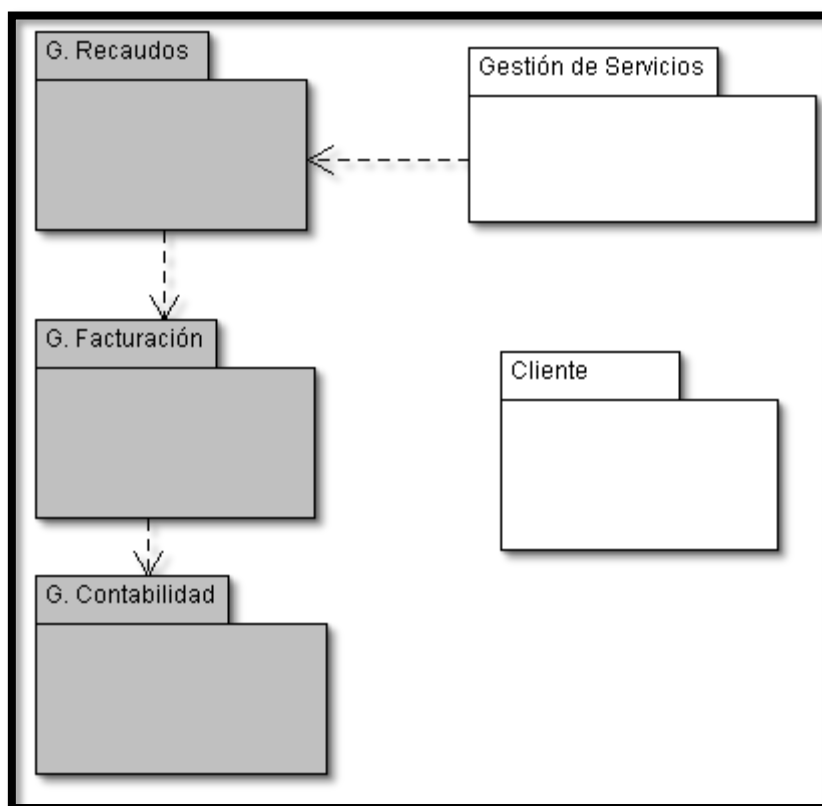 G. Recaudos
Gestión de Servicios
G. Facturación
Cliente
G. Contabilidad